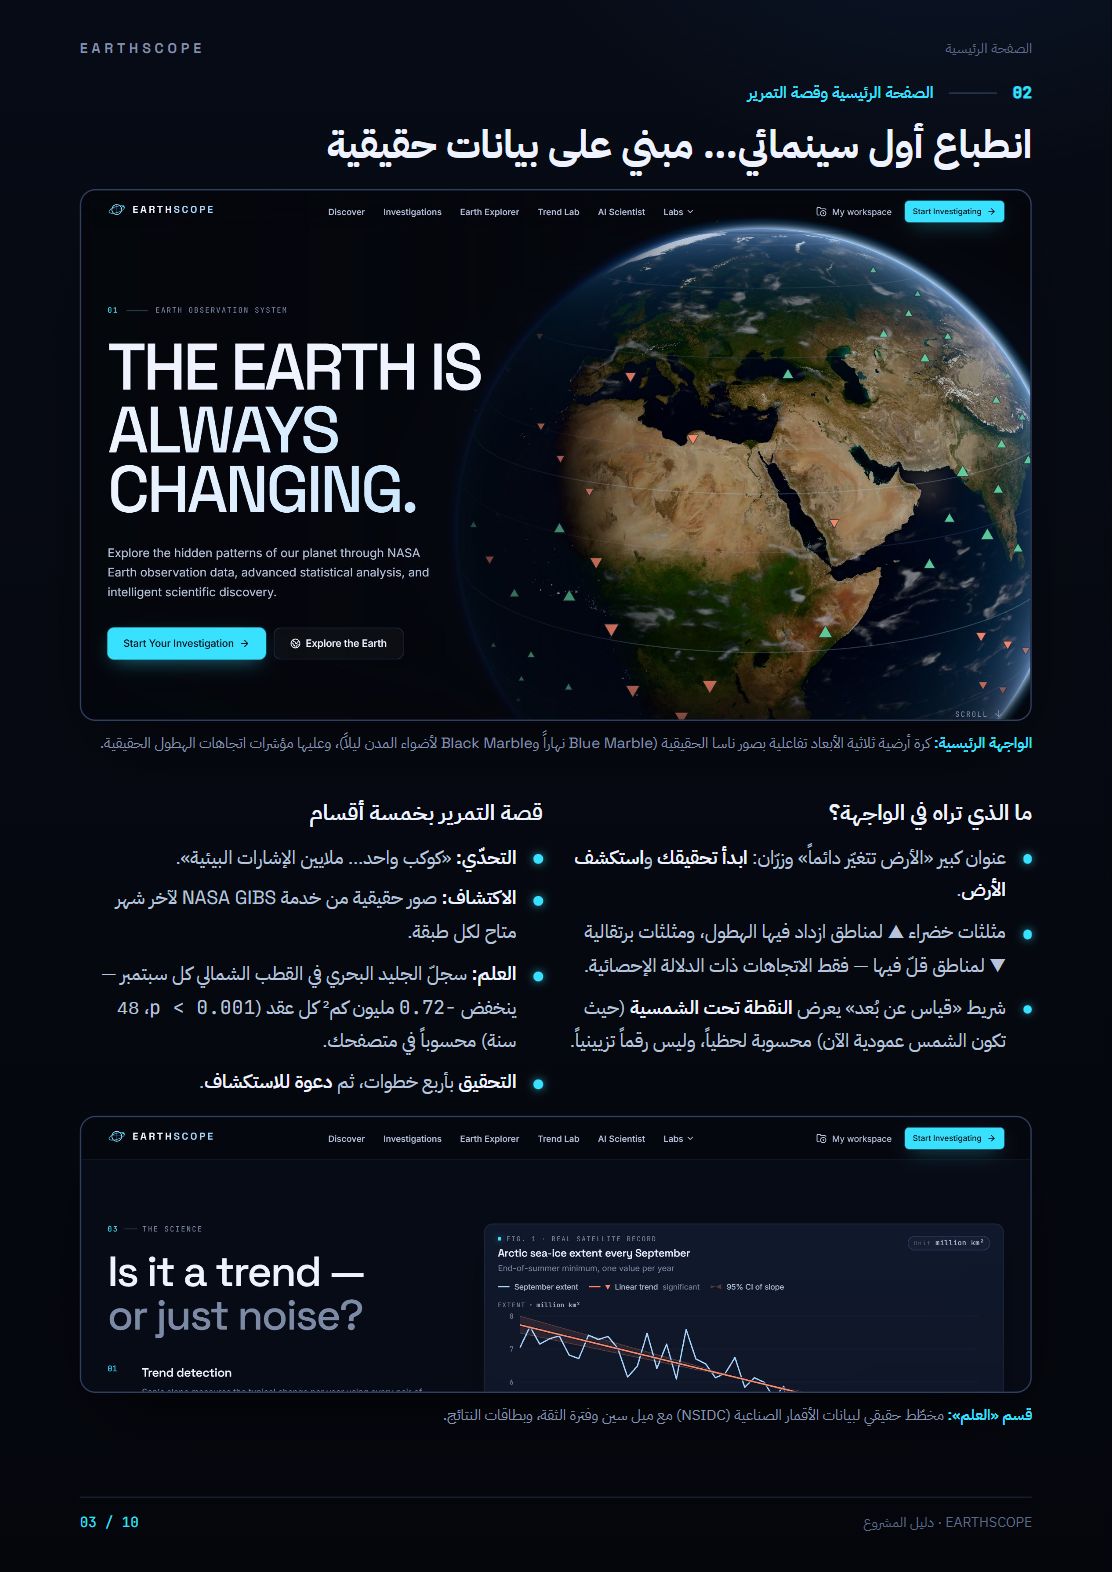 EARTHSCOPE
الصفحة الرئيسية
02 الصفحة الرئيسية وقصة التمرير
انطباع أول سينمائي... مبني على بيانات حقيقية
EARTHSCOPE
Discover Investigations Earth Explorer Trend Lab AI Scientist Labs
My workspace
Start Investigating →
01 EARTH OBSERVATION SYSTEM
THE EARTH IS
ALWAYS
CHANGING.
Explore the hidden patterns of our planet through NASA
Earth observation data, advanced statistical analysis, and
intelligent scientific discovery.
Start Your Investigation →
Explore the Earth
SCROLL ↓
الواجهة الرئيسية: كرة أرضية ثلاثية الأبعاد تفاعلية بصور ناسا الحقيقية (Blue Marble نهاراً وBlack Marble لأضواء المدن ليلاً)، وعليها مؤشرات اتجاهات الهطول الحقيقية.
ما الذي تراه في الواجهة؟
عنوان كبير «الأرض تتغيّر دائماً» وزرّان: ابدأ تحقيقك واستكشف
الأرض.
مثلثات خضراء ▲ لمناطق ازداد فيها الهطول، ومثلثات برتقالية
▼ لمناطق قلّ فيها — فقط الاتجاهات ذات الدلالة الإحصائية.
شريط «قياس عن بُعد» يعرض النقطة تحت الشمسية (حيث
تكون الشمس عمودية الآن) محسوبة لحظياً، وليس رقماً تزيينياً.
قصة التمرير بخمسة أقسام
التحدّي: «كوكب واحد... ملايين الإشارات البيئية».
الاكتشاف: صور حقيقية من خدمة NASA GIBS لآخر شهر
متاح لكل طبقة.
العلم: سجلّ الجليد البحري في القطب الشمالي كل سبتمبر —
ينخفض -0.72 مليون كم² كل عقد (p < 0.001، 48
سنة) محسوباً في متصفحك.
التحقيق بأربع خطوات، ثم دعوة للاستكشاف.
EARTHSCOPE
Discover Investigations Earth Explorer Trend Lab AI Scientist Labs
My workspace
Start Investigating →
03 THE SCIENCE
Is it a trend —
or just noise?
01 Trend detection
FIG. 1 · REAL SATELLITE RECORD
Arctic sea-ice extent every September
End-of-summer minimum, one value per year
UNIT million km²
September extent ▼ Linear trend significant 95% CI of slope
EXTENT · million km²
8
7
6
قسم «العلم»: مخطّط حقيقي لبيانات الأقمار الصناعية (NSIDC) مع ميل سين وفترة الثقة، وبطاقات النتائج.
03 / 10
EARTHSCOPE · دليل المشروع